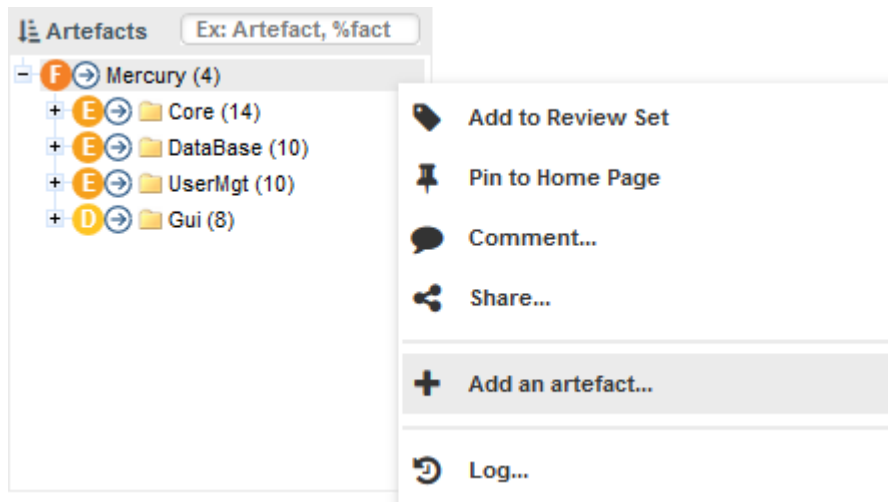 Artefacts Ex: Artefact, %fact
F Mercury (4)
E Core (14)
E DataBase (10)
E UserMgt (10)
D Gui (8)
Add to Review Set
Pin to Home Page
Comment...
Share...
Add an artefact...
Log...